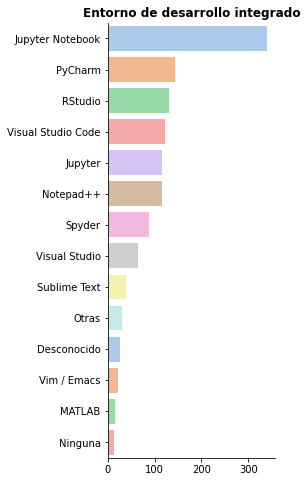 Entorno de desarrollo integrado
Jupyter Notebook
PyCharm
RStudio
Visual Studio Code
Jupyter
Notepad++
Spyder
Visual Studio
Sublime Text
Otras
Desconocido
Vim / Emacs
MATLAB
Ninguna
0 100 200 300